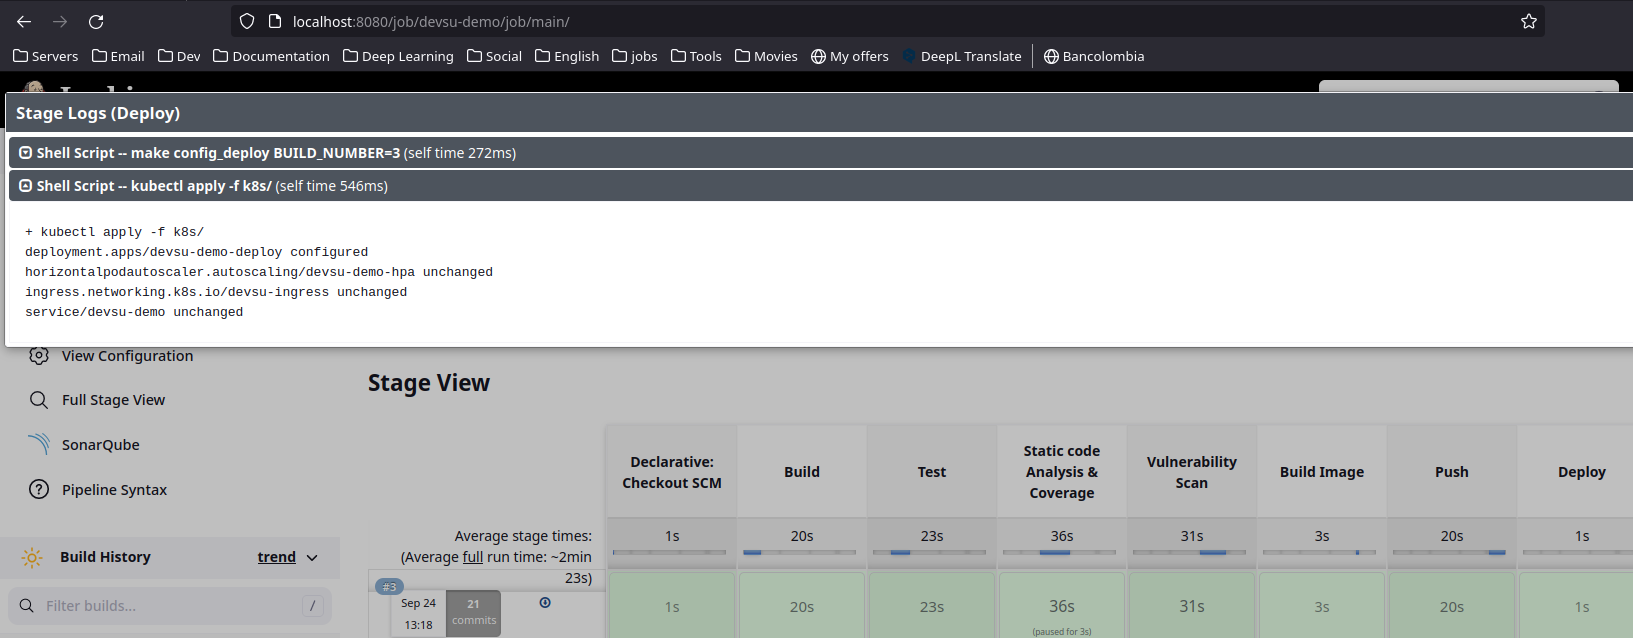 localhost:8080/job/devsu-demo/job/main/
Servers Email Dev Documentation Deep Learning Social English jobs Tools Movies My offers DeepL Translate Bancolombia
Stage Logs (Deploy)
Shell Script -- make config_deploy BUILD_NUMBER=3 (self time 272ms)
Shell Script -- kubectl apply -f k8s/ (self time 546ms)
+ kubectl apply -f k8s/
deployment.apps/devsu-demo-deploy configured
horizontalpodautoscaler.autoscaling/devsu-demo-hpa unchanged
ingress.networking.k8s.io/devsu-ingress unchanged
service/devsu-demo unchanged
View Configuration
Full Stage View
SonarQube
Pipeline Syntax
Build History trend
Filter builds... /
Stage View
Declarative: Checkout SCM
Build
Test
Static code Analysis & Coverage
Vulnerability Scan
Build Image
Push
Deploy
Average stage times:
(Average full run time: ~2min
23s)
1s 20s 23s 36s 31s 3s 20s 1s
#3
Sep 24
13:18
21
commits
1s 20s 23s 36s 31s 3s 20s 1s
(paused for 3s)